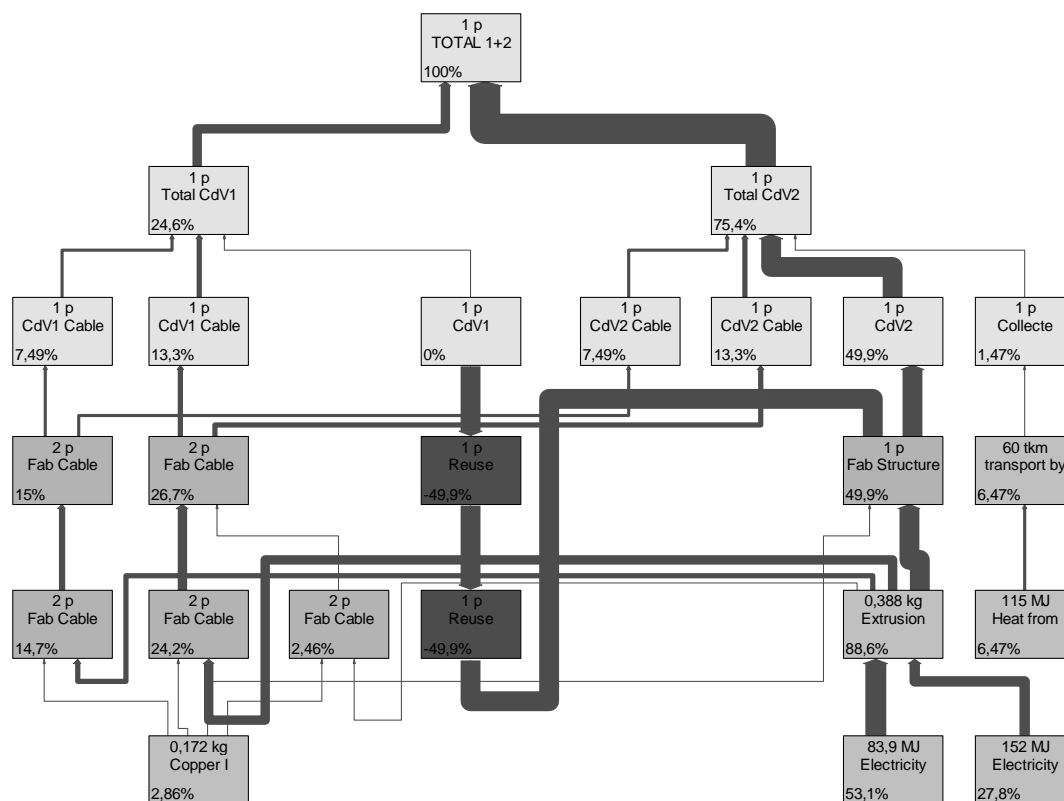 1 p
TOTAL 1+2
100%
1 p
Total CdV1
24,6%
1 p
Total CdV2
75,4%
1 p
CdV1 Cable
7,49%
1 p
CdV1 Cable
13,3%
1 p
CdV1
0%
1 p
CdV2 Cable
7,49%
1 p
CdV2 Cable
13,3%
1 p
CdV2
49,9%
1 p
Collecte
1,47%
2 p
Fab Cable
15%
2 p
Fab Cable
26,7%
1 p
Reuse
-49,9%
1 p
Fab Structure
49,9%
60 tkm
transport by
6,47%
2 p
Fab Cable
14,7%
2 p
Fab Cable
24,2%
2 p
Fab Cable
2,46%
1 p
Reuse
-49,9%
0,388 kg
Extrusion
88,6%
115 MJ
Heat from
6,47%
0,172 kg
Copper I
2,86%
83,9 MJ
Electricity
53,1%
152 MJ
Electricity
27,8%